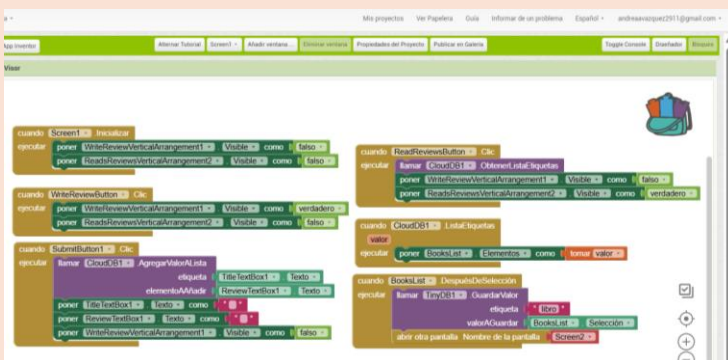 Mis proyectos Ver Papelera Guía Informar de un problema Español andreaavazquez2911@gmail.com
App Inventor Alternar Tutorial Screen1 Añadir ventana ... Eliminar ventana Propiedades del Proyecto Publicar en Galería Toggle Console Diseñador Bloques
Visor
cuando Screen1 .Inicializar
ejecutar poner WriteReviewVerticalArrangement1 . Visible como falso
poner ReadsReviewsVerticalArrangement2 . Visible como falso
cuando WriteReviewButton .Clic
ejecutar poner WriteReviewVerticalArrangement1 . Visible como verdadero
poner ReadsReviewsVerticalArrangement2 . Visible como falso
cuando SubmitButton1 .Clic
ejecutar llamar CloudDB1 .AgregarValorALista
etiqueta TitleTextBox1 . Texto
elementoAAñadir ReviewTextBox1 . Texto
poner TitleTextBox1 . Texto como " "
poner ReviewTextBox1 . Texto como " "
poner WriteReviewVerticalArrangement1 . Visible como falso
cuando ReadReviewsButton .Clic
ejecutar llamar CloudDB1 .ObtenerListaEtiquetas
poner WriteReviewVerticalArrangement1 . Visible como falso
poner ReadsReviewsVerticalArrangement2 . Visible como verdadero
cuando CloudDB1 .ListaEtiquetas
valor
ejecutar poner BooksList . Elementos como tomar valor
cuando BooksList .DespuésDeSelección
ejecutar llamar TinyDB1 .GuardarValor
etiqueta " libro "
valorAGuardar BooksList . Selección
abrir otra pantalla Nombre de la pantalla Screen2